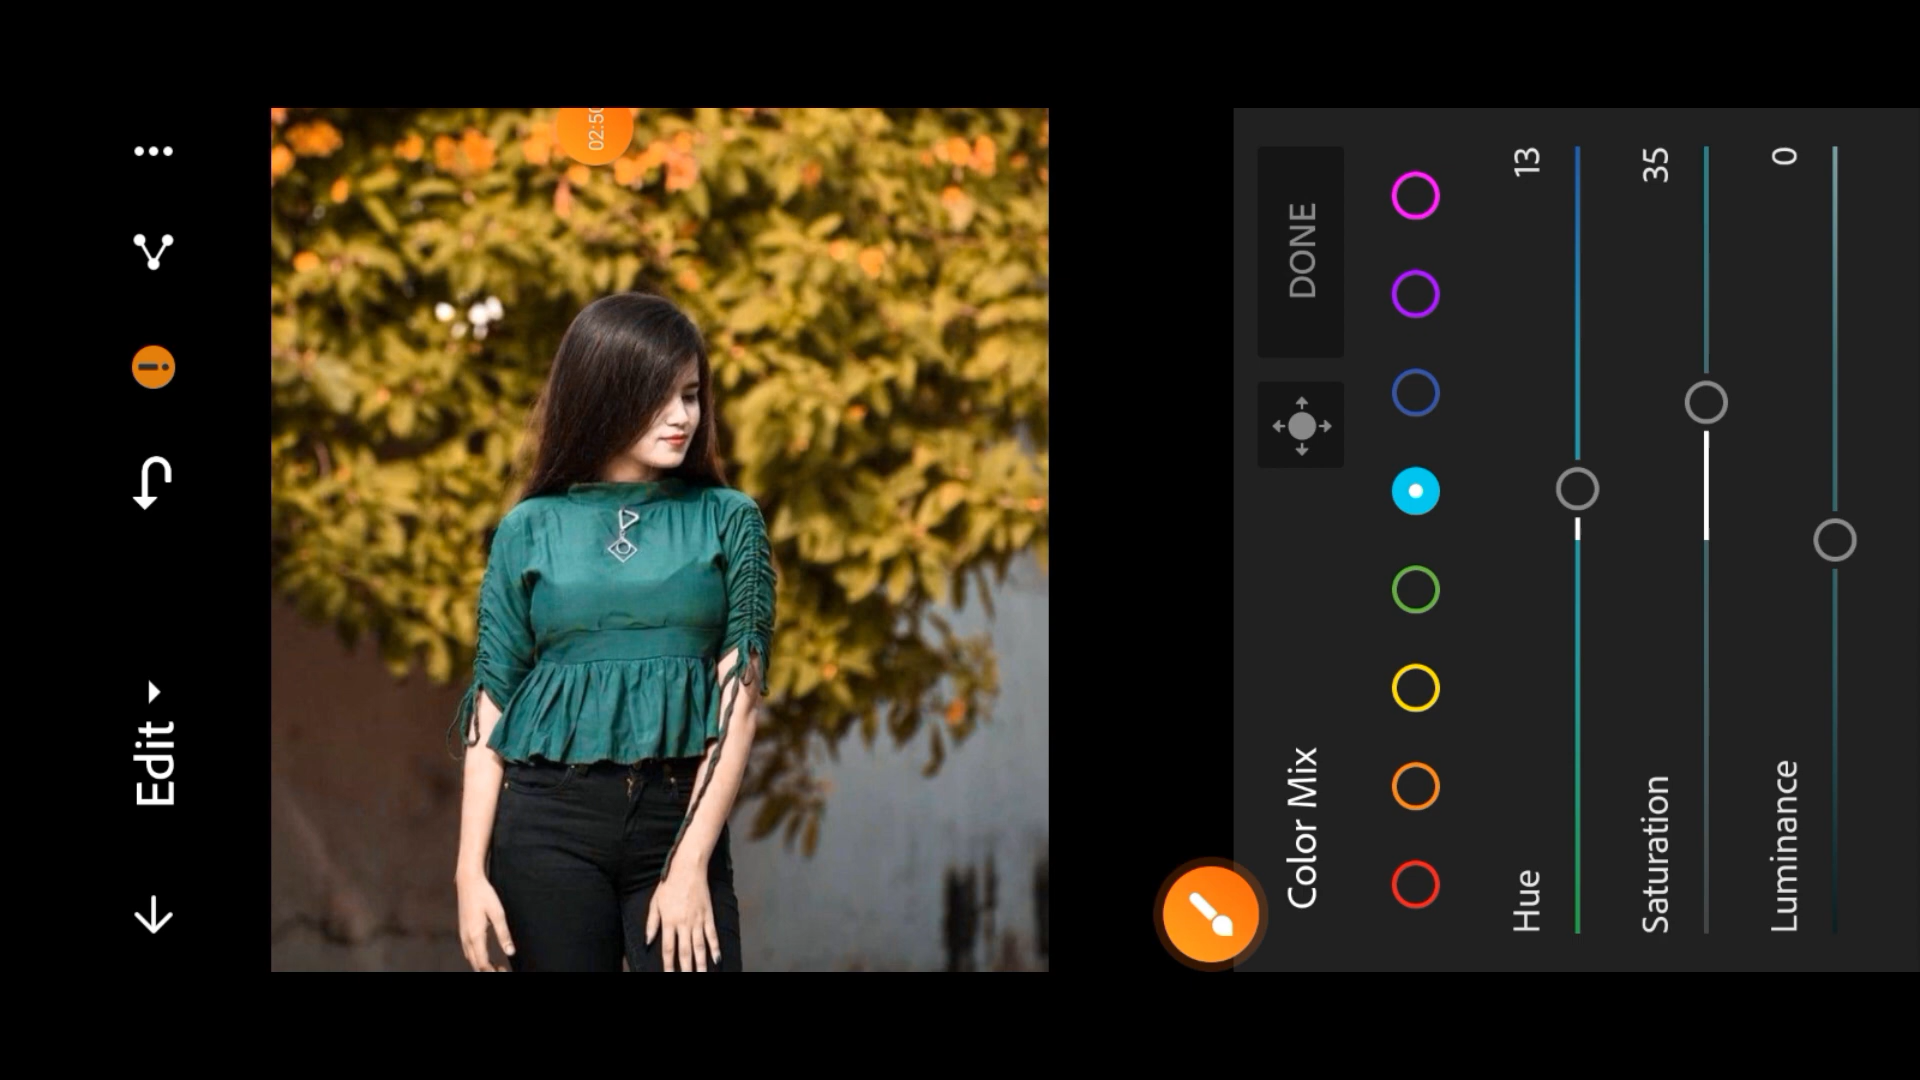 Edit
02:50
Color Mix
DONE
Hue
13
Saturation
35
Luminance
0